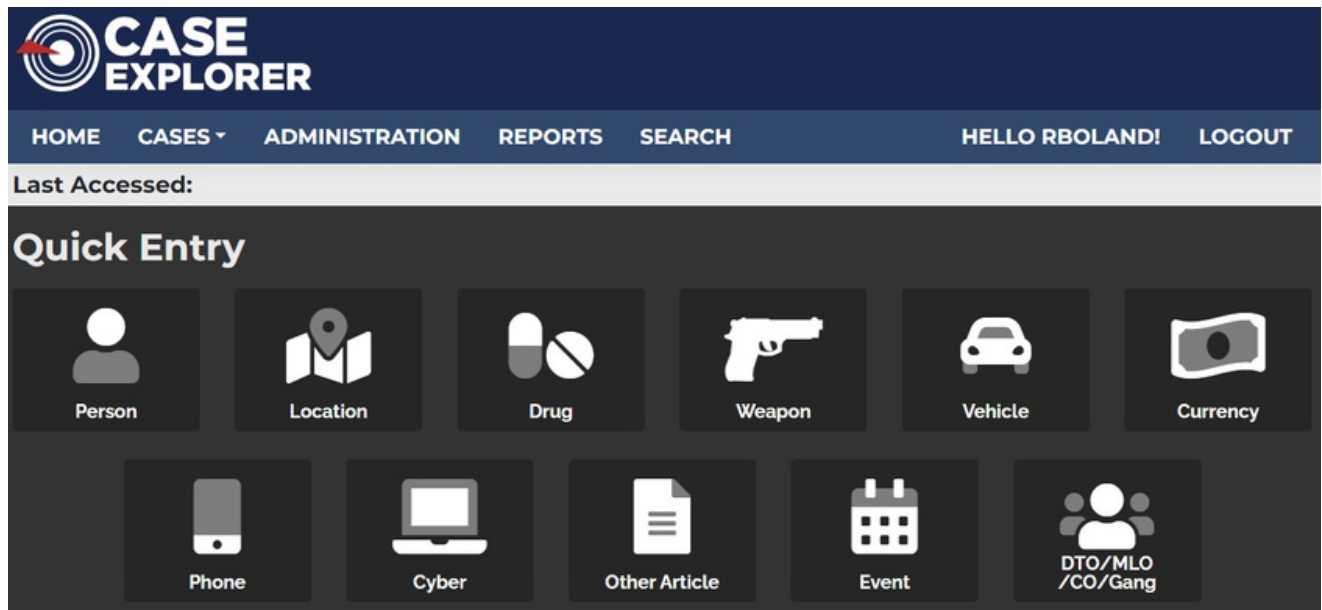 CASE
EXPLORER
HOME CASES ADMINISTRATION REPORTS SEARCH HELLO RBOLAND! LOGOUT
Last Accessed:
Quick Entry
Person Location Drug Weapon Vehicle Currency
Phone Cyber Other Article Event DTO/MLO
/CO/Gang